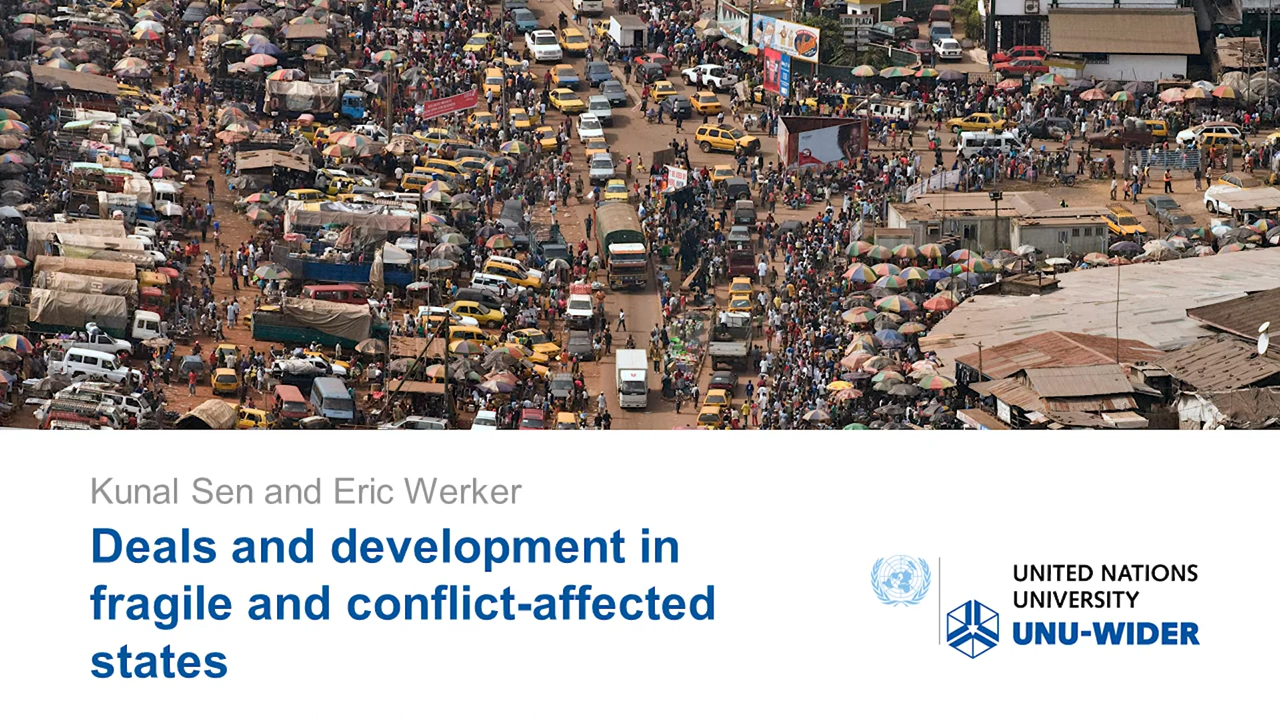 Kunal Sen and Eric Werker
Deals and development in
fragile and conflict-affected
states
UNITED NATIONS
UNIVERSITY
UNU-WIDER